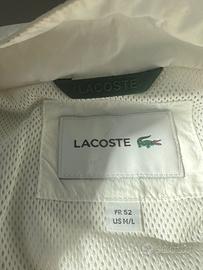 LACOSTE
LACOSTE
FR 52
US M/L